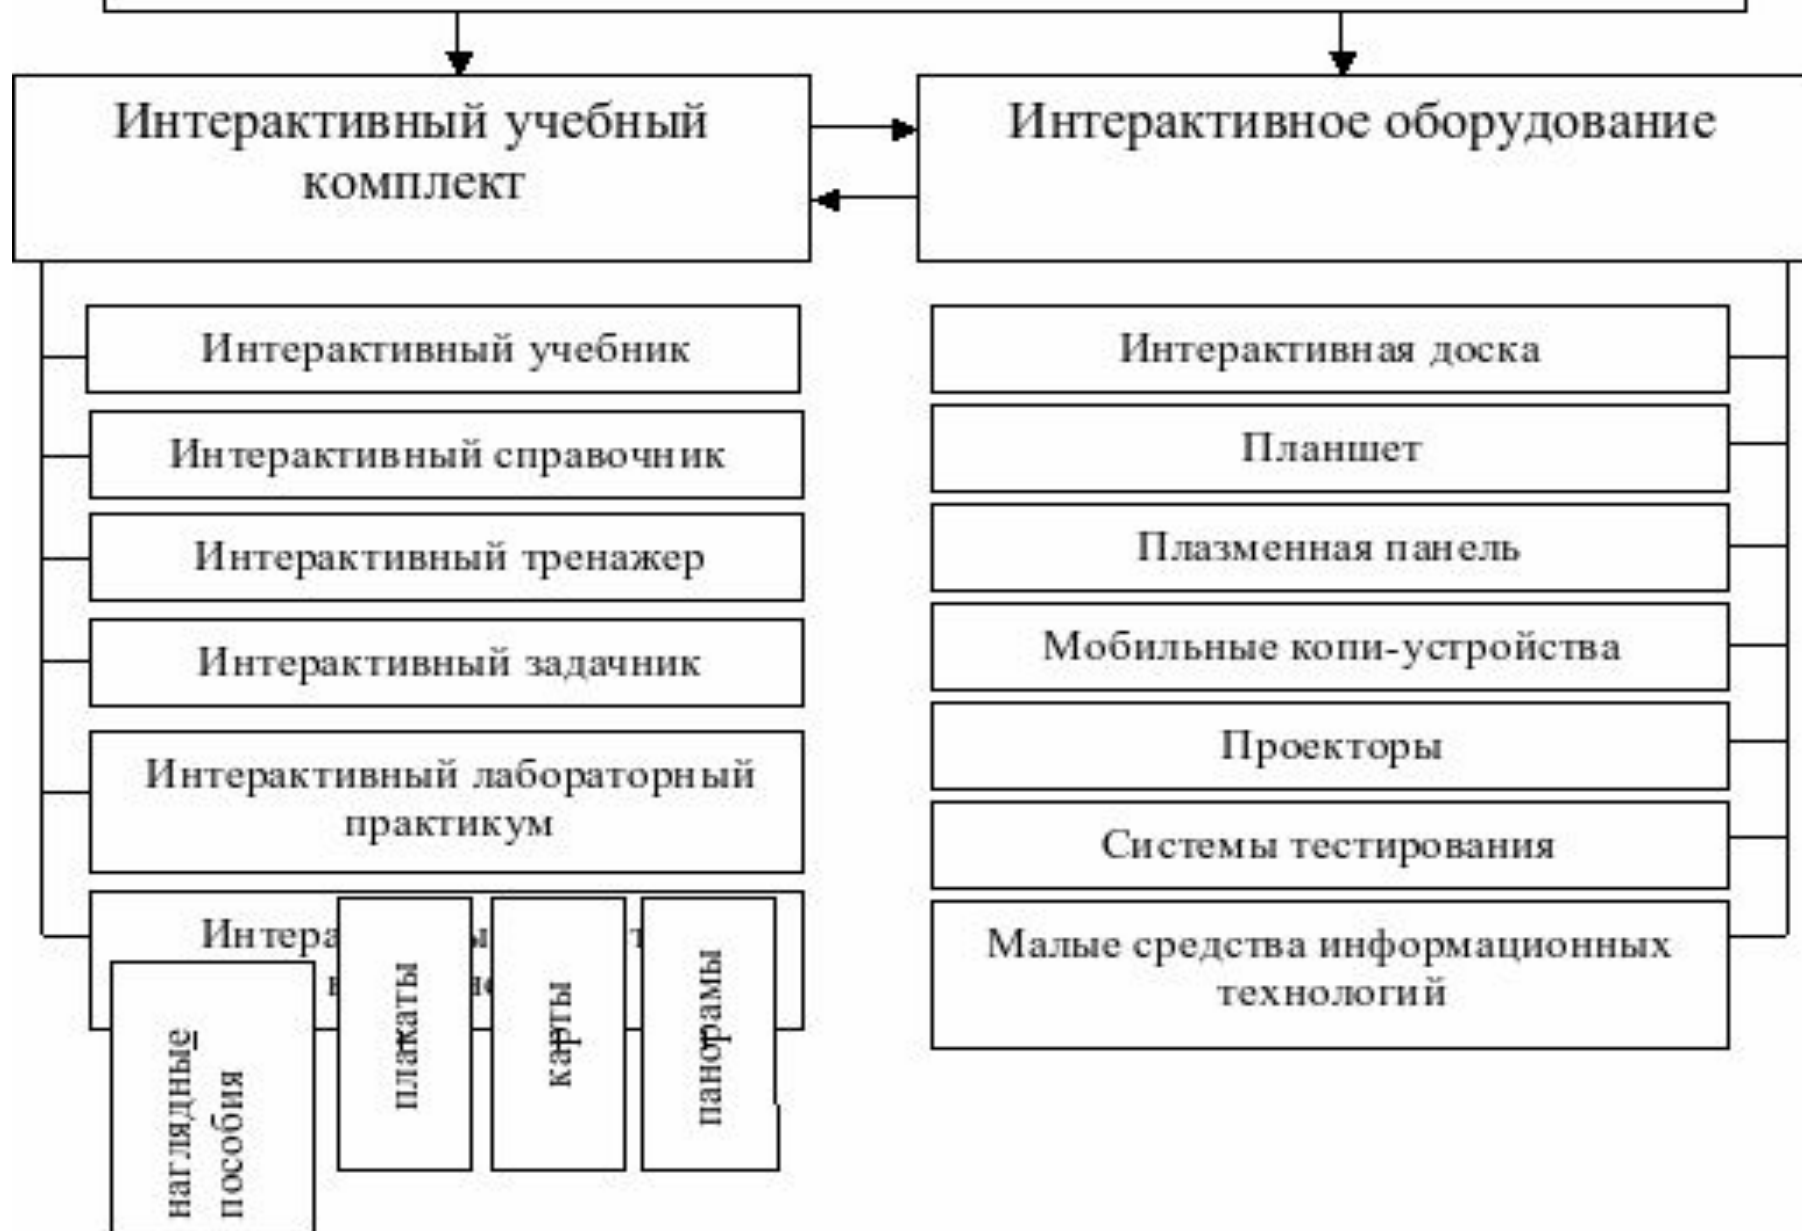 Интерактивный учебный
комплект
Интерактивный учебник
Интерактивный справочник
Интерактивный тренажер
Интерактивный задачник
Интерактивный лабораторный
практикум
наглядные
пособия
плакаты
карты
панорамы
Интерактивное оборудование
Интерактивная доска
Планшет
Плазменная панель
Мобильные копи-устройства
Проекторы
Системы тестирования
Малые средства информационных
технологий